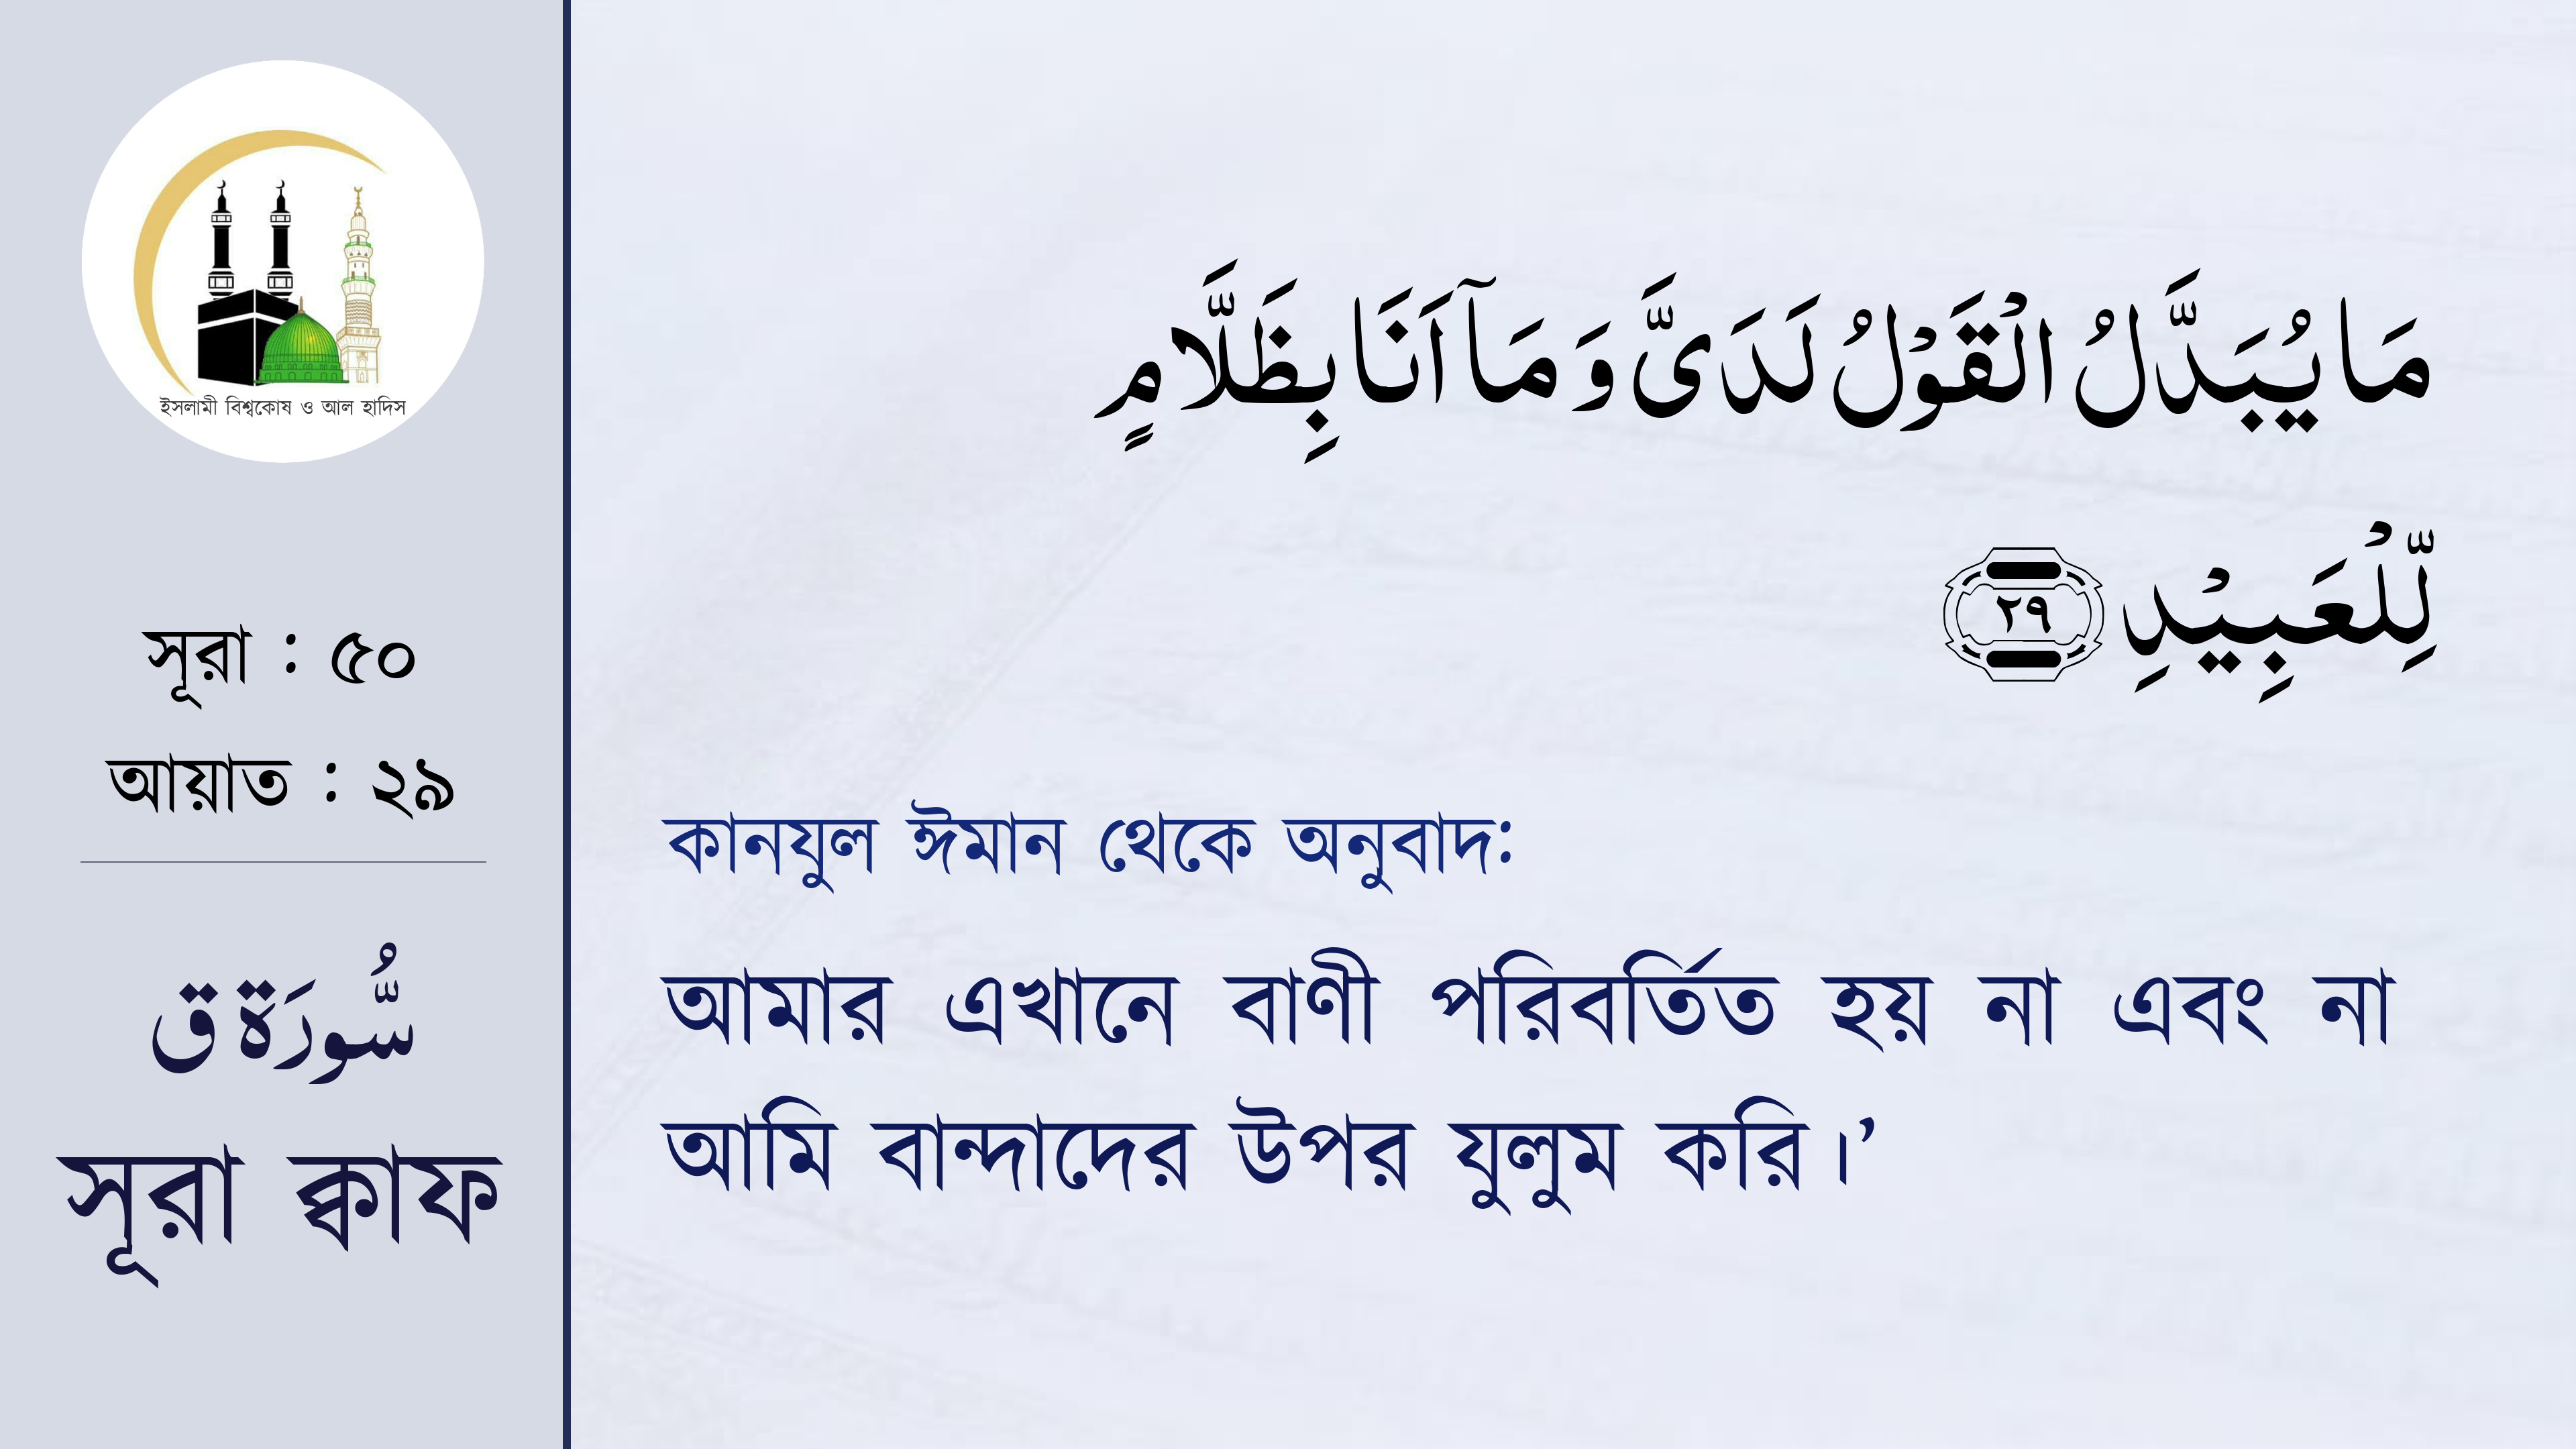 ইসলামী বিশ্বকোষ ও আল হাদিস
সূরা : ৫০
আয়াত : ২৯
سُّورَة ق
সূরা ক্বাফ
مَا يُبَدَّلُ الْقَوْلُ لَدَىَّ وَ مَاۤ اَنَا بِظَلَّامٍ
لِّلْعَبِيْدِ ٢٩
কানযুল ঈমান থেকে অনুবাদ:
আমার এখানে বাণী পরিবর্তিত হয় না এবং না
আমি বান্দাদের উপর যুলুম করি।’